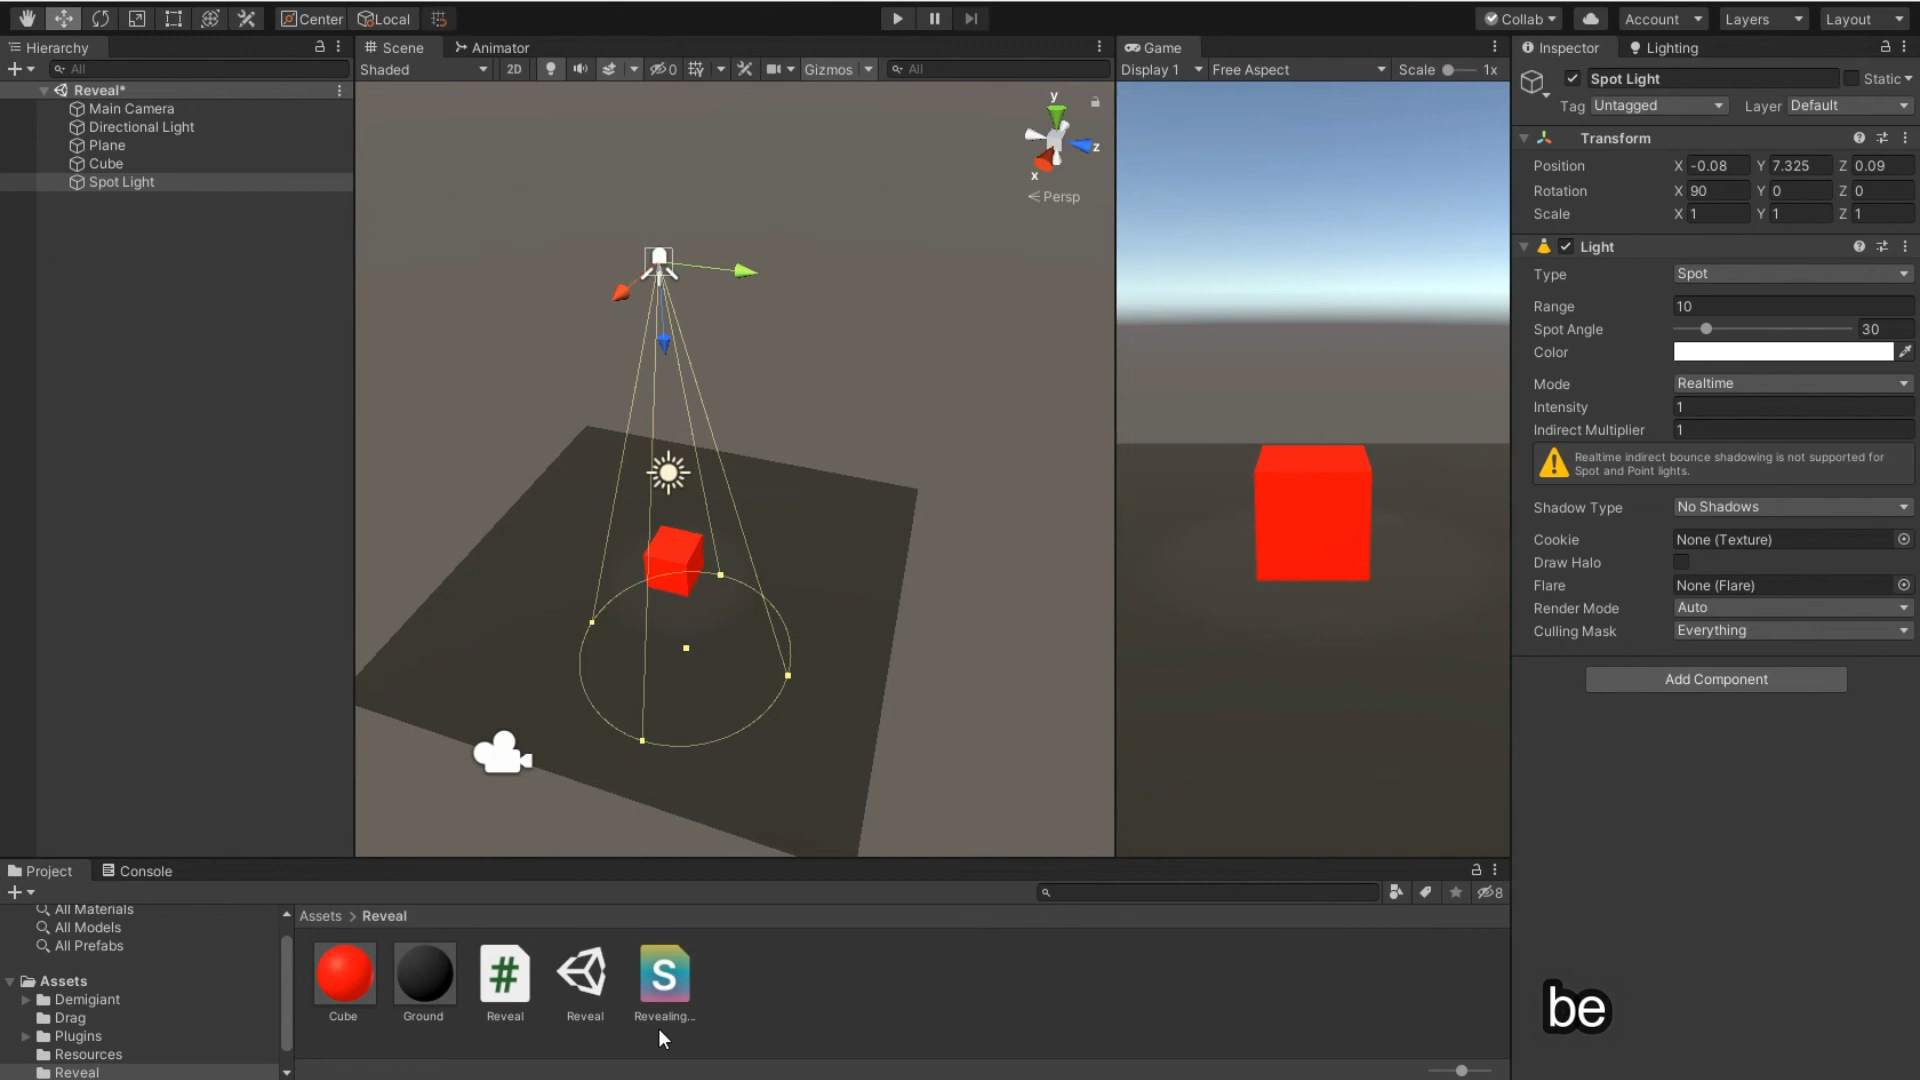 Center
Local
Collab
Account
Layers
Layout
Hierarchy
All
Reveal*
Main Camera
Directional Light
Plane
Cube
Spot Light
Scene
Animator
Shaded
2D
0
Gizmos
All
y
z
x
Persp
Game
Display 1
Free Aspect
Scale
1x
Inspector
Lighting
Spot Light
Static
Tag
Untagged
Layer
Default
Transform
Position X -0.08 Y 7.325 Z 0.09
Rotation X 90 Y 0 Z 0
Scale X 1 Y 1 Z 1
Light
Type Spot
Range 10
Spot Angle 30
Color
Mode Realtime
Intensity 1
Indirect Multiplier 1
Realtime indirect bounce shadowing is not supported for
Spot and Point lights.
Shadow Type No Shadows
Cookie None (Texture)
Draw Halo
Flare None (Flare)
Render Mode Auto
Culling Mask Everything
Add Component
Project
Console
8
All Materials
All Models
All Prefabs
Assets
Demigiant
Drag
Plugins
Resources
Reveal
Assets > Reveal
#
S
Cube
Ground
Reveal
Reveal
Revealing...
be